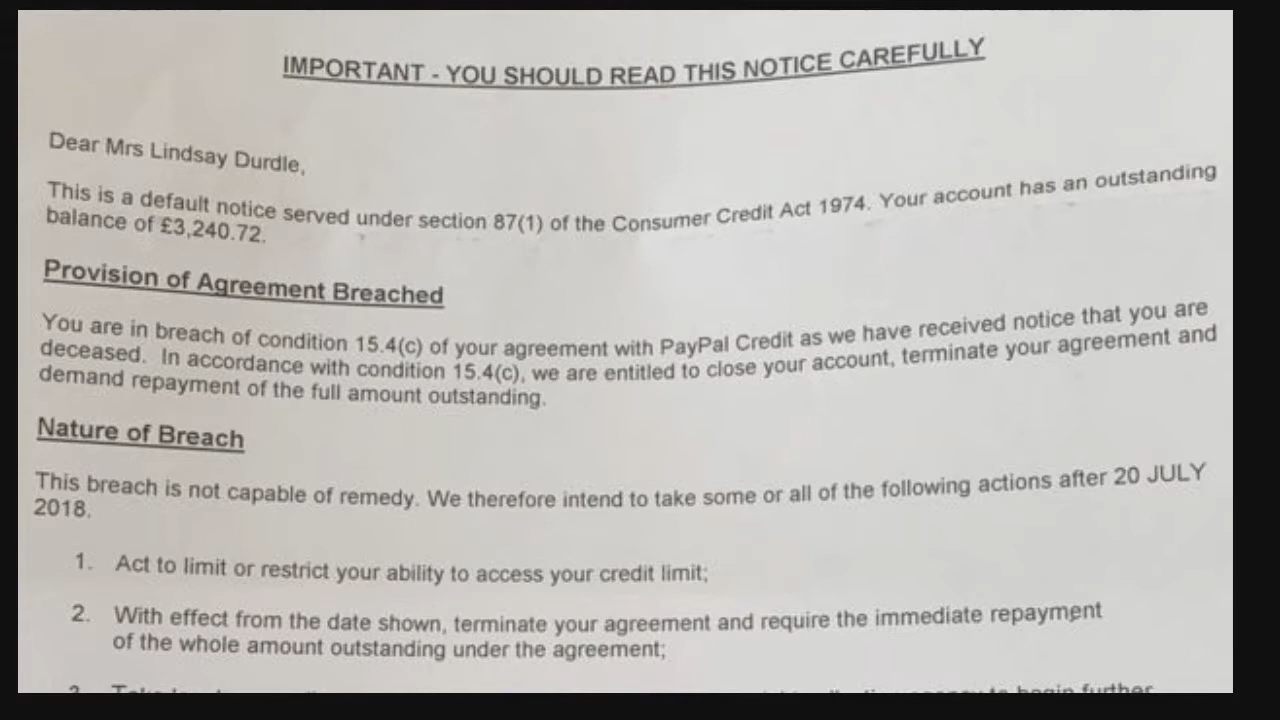 IMPORTANT - YOU SHOULD READ THIS NOTICE CAREFULLY
Dear Mrs Lindsay Durdle,
This is a default notice served under section 87(1) of the Consumer Credit Act 1974. Your account has an outstanding
balance of £3,240.72.
Provision of Agreement Breached
You are in breach of condition 15.4(c) of your agreement with PayPal Credit as we have received notice that you are
deceased. In accordance with condition 15.4(c), we are entitled to close your account, terminate your agreement and
demand repayment of the full amount outstanding.
Nature of Breach
This breach is not capable of remedy. We therefore intend to take some or all of the following actions after 20 JULY
2018.
1. Act to limit or restrict your ability to access your credit limit;
2. With effect from the date shown, terminate your agreement and require the immediate repayment
of the whole amount outstanding under the agreement;
to begin further